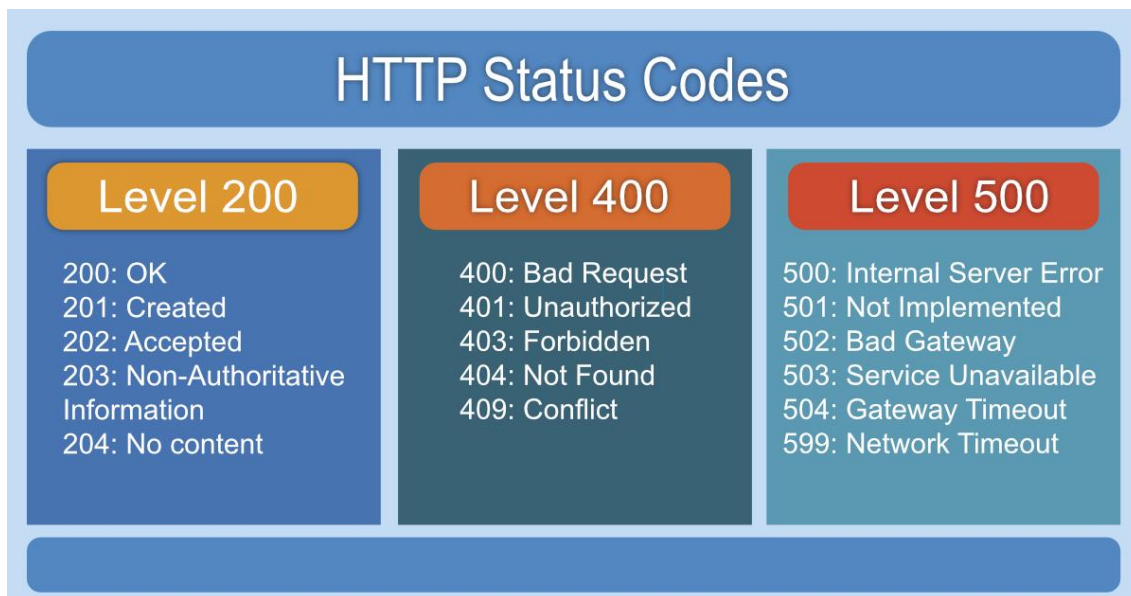 HTTP Status Codes
Level 200
200: OK
201: Created
202: Accepted
203: Non-Authoritative
Information
204: No content
Level 400
400: Bad Request
401: Unauthorized
403: Forbidden
404: Not Found
409: Conflict
Level 500
500: Internal Server Error
501: Not Implemented
502: Bad Gateway
503: Service Unavailable
504: Gateway Timeout
599: Network Timeout